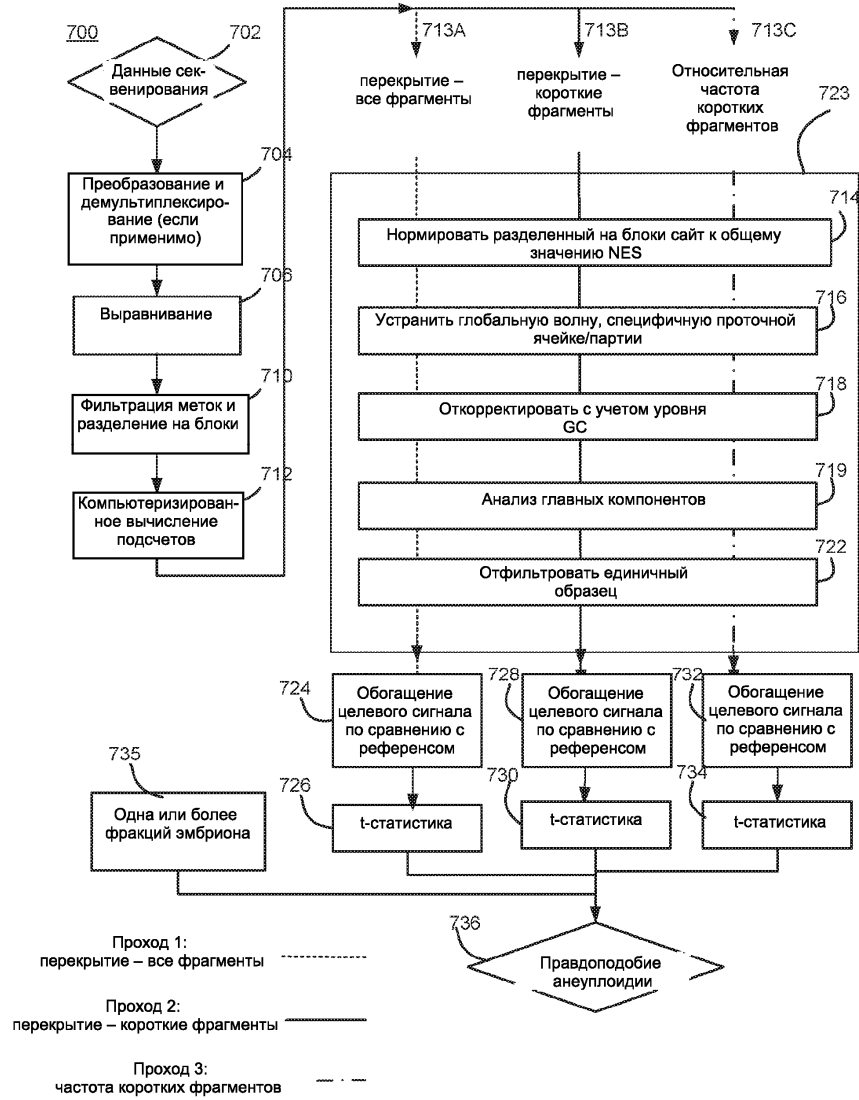 700
702
Данные сек-
венирования
704
Преобразование и
демультиплексиро-
вание (если
применимо)
706
Выравнивание
710
Фильтрация меток и
разделение на блоки
712
Компьютеризирован-
ное вычисление
подсчетов
713A
перекрытие –
все фрагменты
713B
перекрытие –
короткие
фрагменты
713C
Относительная
частота
коротких
фрагментов
723
714
Нормировать разделенный на блоки сайт к общему
значению NES
716
Устранить глобальную волну, специфичную проточной
ячейке/партии
718
Откорректировать с учетом уровня
GC
719
Анализ главных компонентов
722
Отфильтровать единичный
образец
724
Обогащение
целевого сигнала
по сравнению с
референсом
728
Обогащение
целевого сигнала
по сравнению с
референсом
732
Обогащение
целевого сигнала
по сравнению с
референсом
726
t-статистика
730
t-статистика
734
t-статистика
735
Одна или более
фракций эмбриона
736
Правдоподобие
анеуплоидии
Проход 1:
перекрытие – все фрагменты
Проход 2:
перекрытие – короткие фрагменты
Проход 3:
частота коротких фрагментов